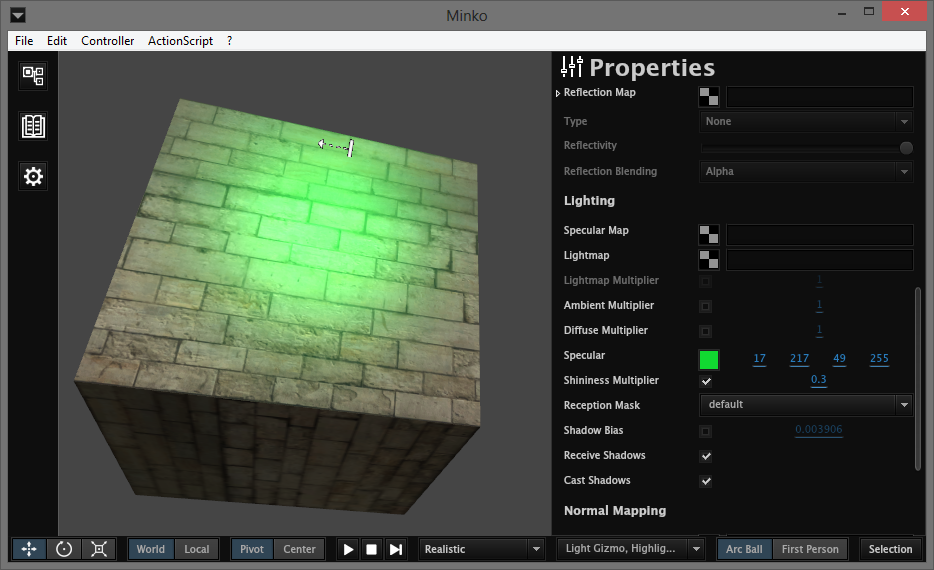 Minko
File Edit Controller ActionScript ?
Properties
Reflection Map
Type None
Reflectivity
Reflection Blending Alpha
Lighting
Specular Map
Lightmap
Lightmap Multiplier 1
Ambient Multiplier 1
Diffuse Multiplier 1
Specular 17 217 49 255
Shininess Multiplier 0.3
Reception Mask default
Shadow Bias 0.003906
Receive Shadows
Cast Shadows
Normal Mapping
World Local Pivot Center Realistic Light Gizmo, Highlig... Arc Ball First Person Selection